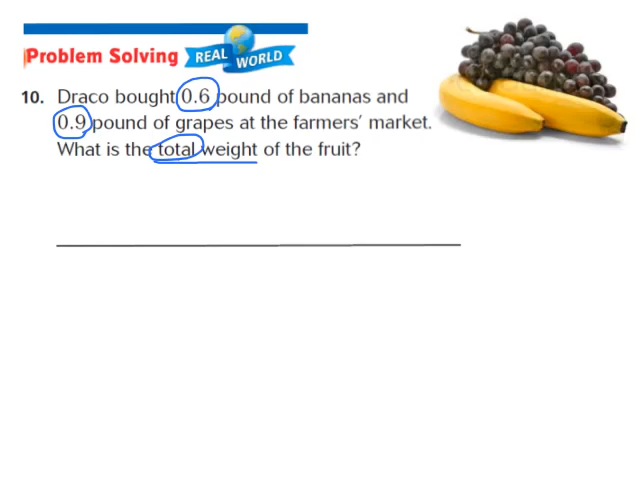 Problem Solving REAL WORLD
10. Draco bought 0.6 pound of bananas and
0.9 pound of grapes at the farmers’ market.
What is the total weight of the fruit?